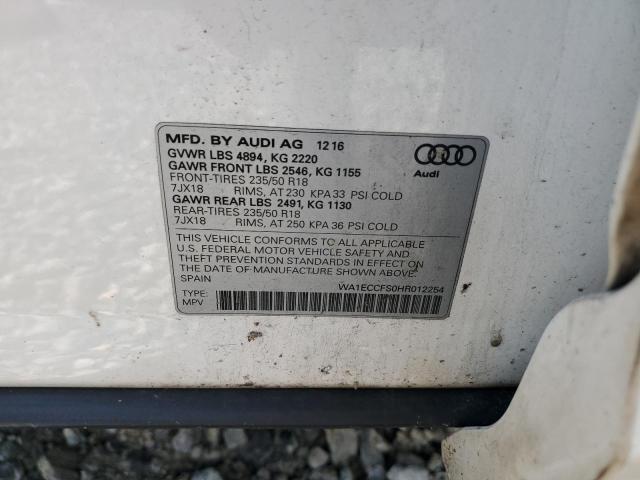 MFD. BY AUDI AG 12 16
GVWR LBS 4894, KG 2220
GAWR FRONT LBS 2546, KG 1155
FRONT-TIRES 235/50 R18
7JX18 RIMS, AT 230 KPA 33 PSI COLD
GAWR REAR LBS 2491, KG 1130
REAR-TIRES 235/50 R18
7JX18 RIMS, AT 250 KPA 36 PSI COLD
Audi
THIS VEHICLE CONFORMS TO ALL APPLICABLE
U.S. FEDERAL MOTOR VEHICLE SAFETY AND
THEFT PREVENTION STANDARDS IN EFFECT ON
THE DATE OF MANUFACTURE SHOWN ABOVE.
SPAIN WA1ECCFS0HR012254
TYPE:
MPV